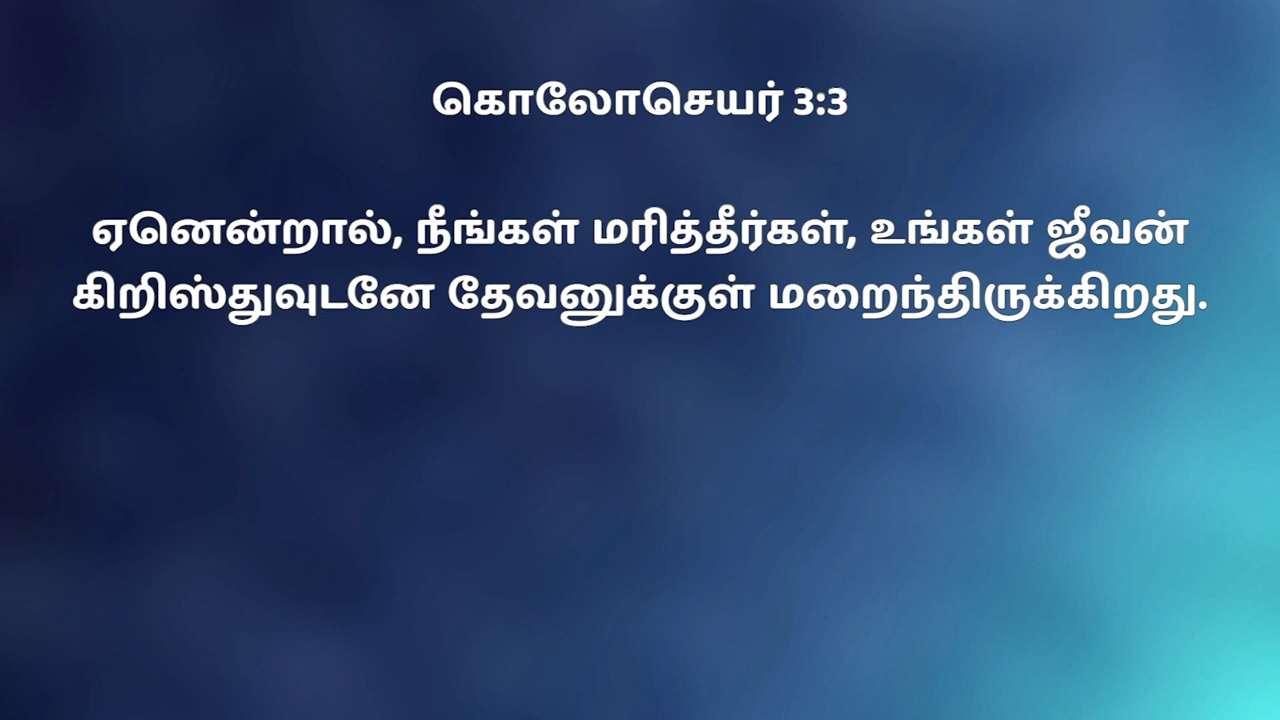 கொலோசெயர் 3:3
ஏனென்றால், நீங்கள் மரித்தீர்கள், உங்கள் ஜீவன்
கிறிஸ்துவுடனே தேவனுக்குள் மறைந்திருக்கிறது.